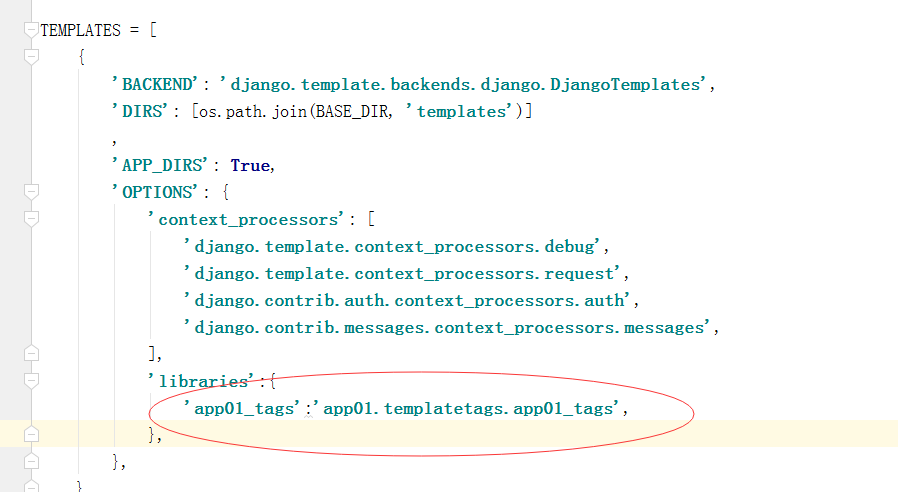 TEMPLATES = [
    {
        'BACKEND': 'django.template.backends.django.DjangoTemplates',
        'DIRS': [os.path.join(BASE_DIR, 'templates')]
        ,
        'APP_DIRS': True,
        'OPTIONS': {
            'context_processors': [
                'django.template.context_processors.debug',
                'django.template.context_processors.request',
                'django.contrib.auth.context_processors.auth',
                'django.contrib.messages.context_processors.messages',
            ],
            'libraries':{
                'app01_tags':'app01.templatetags.app01_tags',
            },
        },
    }